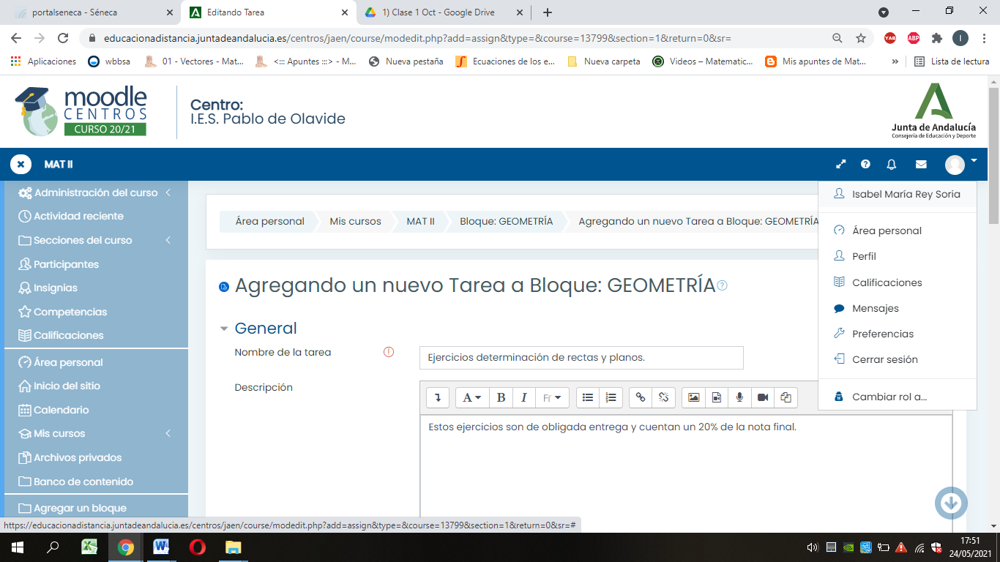 portalseneca - Séneca
Editando Tarea
1) Clase 1 Oct - Google Drive
educacionadistancia.juntadeandalucia.es/centros/jaen/course/modedit.php?add=assign&type=&course=13799&section=1&return=0&sr=
YAB
ABP
I
Aplicaciones
wbbsa
01 - Vectores - Mat...
<::: Apuntes :::> - M...
Nueva pestaña
Ecuaciones de los e...
Nueva carpeta
Videos – Matematic...
Mis apuntes de Mat...
»
Lista de lectura
moodle
CENTROS
CURSO 20/21
Centro:
I.E.S. Pablo de Olavide
Junta de Andalucía
Consejería de Educación y Deporte
MAT II
Administración del curso
Actividad reciente
Secciones del curso
Participantes
Insignias
Competencias
Calificaciones
Área personal
Inicio del sitio
Calendario
Mis cursos
Archivos privados
Banco de contenido
Agregar un bloque
Área personal
Mis cursos
MAT II
Bloque: GEOMETRÍA
Agregando un nuevo Tarea a Bloque: GEOMETRÍA
Isabel María Rey Soria
Área personal
Perfil
Calificaciones
Mensajes
Preferencias
Cerrar sesión
Cambiar rol a...
Agregando un nuevo Tarea a Bloque: GEOMETRÍA
General
Nombre de la tarea
Ejercicios determinación de rectas y planos.
Descripción
A
B
I
Ff
Estos ejercicios son de obligada entrega y cuentan un 20% de la nota final.
https://educacionadistancia.juntadeandalucia.es/centros/jaen/course/modedit.php?add=assign&type=&course=13799&section=1&return=0&sr=#
17:51
24/05/2021